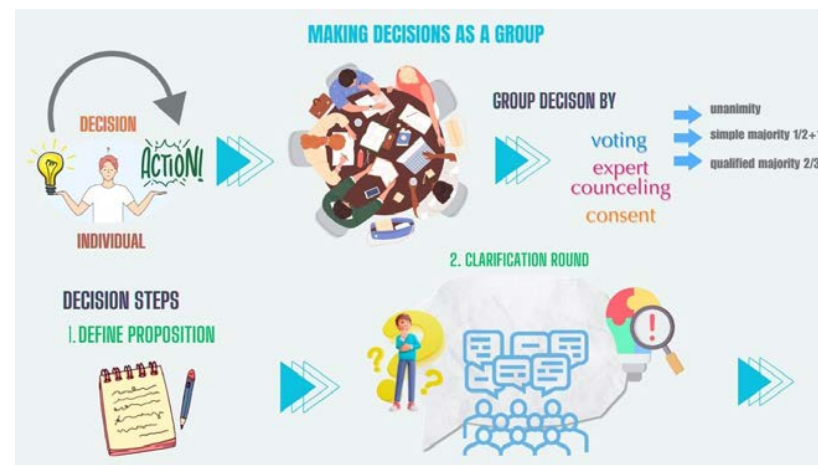 MAKING DECISIONS AS A GROUP
DECISION
ACTION!
INDIVIDUAL
GROUP DECISON BY
voting
expert
counceling
consent
unanimity
simple majority 1/2+1
qualified majority 2/3
DECISION STEPS
1. DEFINE PROPOSITION
2. CLARIFICATION ROUND